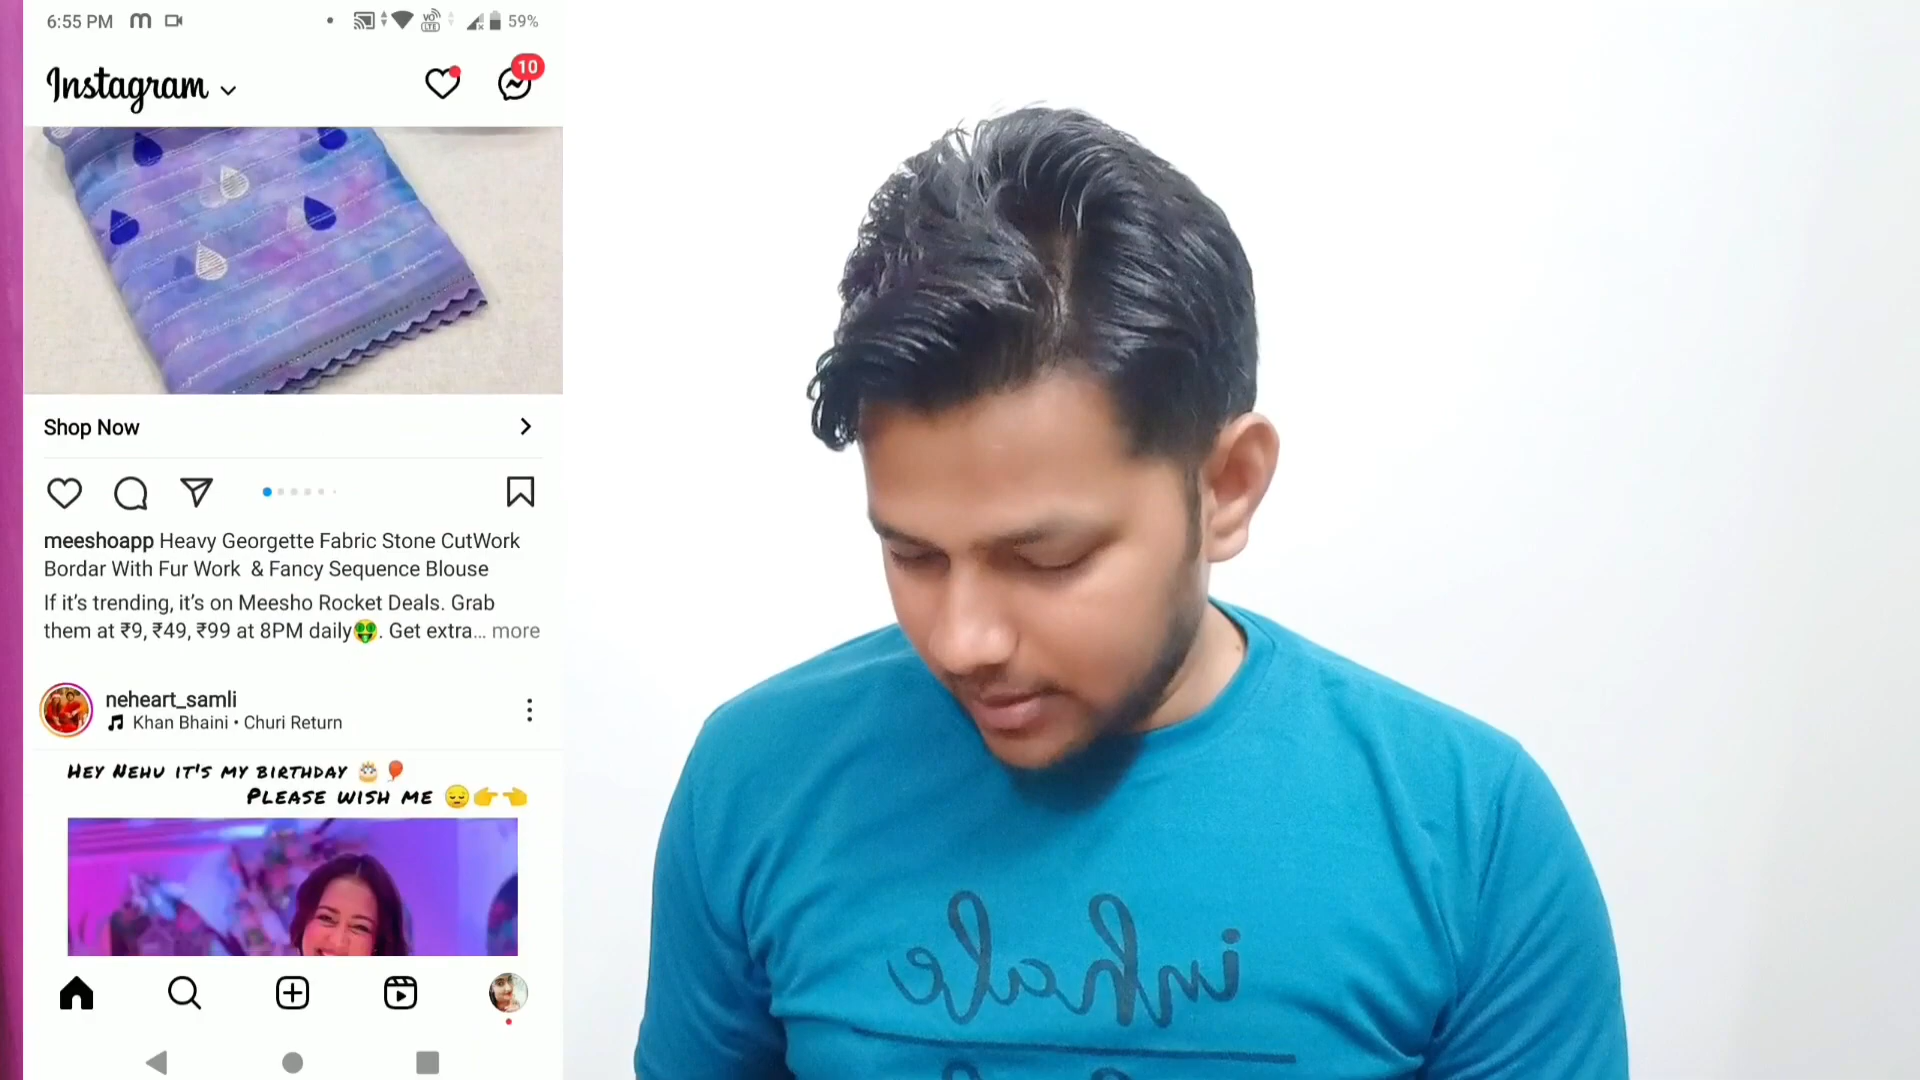 6:55 PM
59%
Instagram
10
Shop Now
meeshoapp Heavy Georgette Fabric Stone CutWork
Bordar With Fur Work & Fancy Sequence Blouse
If it’s trending, it’s on Meesho Rocket Deals. Grab
them at ₹9, ₹49, ₹99 at 8PM daily🤑. Get extra... more
neheart_samli
Khan Bhaini • Churi Return
HEY NEHU IT'S MY BIRTHDAY 🎂🎈
PLEASE WISH ME 😔👉👈
inhale